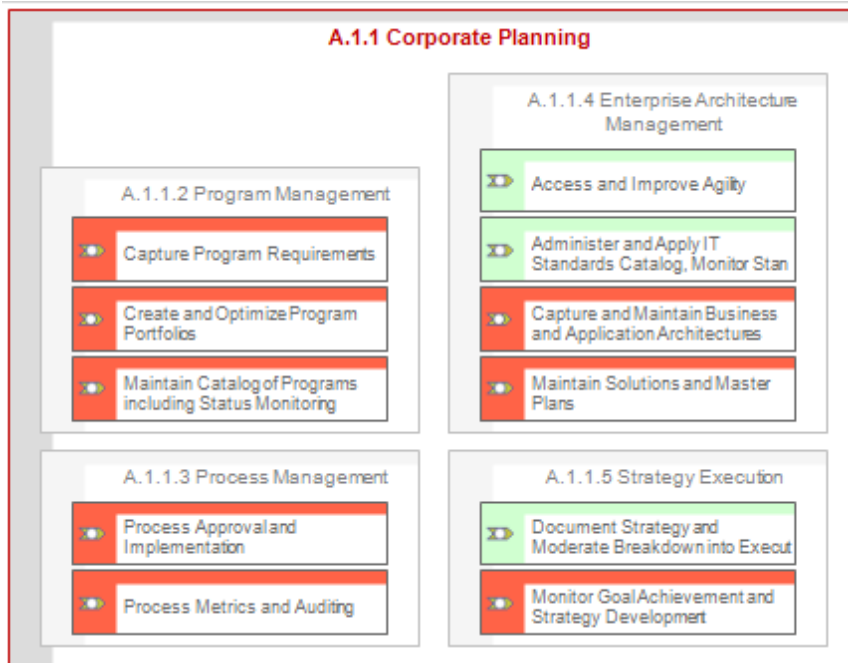 A.1.1 Corporate Planning
A.1.1.2 Program Management
Capture Program Requirements
Create and Optimize Program
Portfolios
Maintain Catalog of Programs
including Status Monitoring
A.1.1.3 Process Management
Process Approval and
Implementation
Process Metrics and Auditing
A.1.1.4 Enterprise Architecture
Management
Access and Improve Agility
Administer and Apply IT
Standards Catalog, Monitor Stan
Capture and Maintain Business
and Application Architectures
Maintain Solutions and Master
Plans
A.1.1.5 Strategy Execution
Document Strategy and
Moderate Breakdown into Execut
Monitor Goal Achievement and
Strategy Development